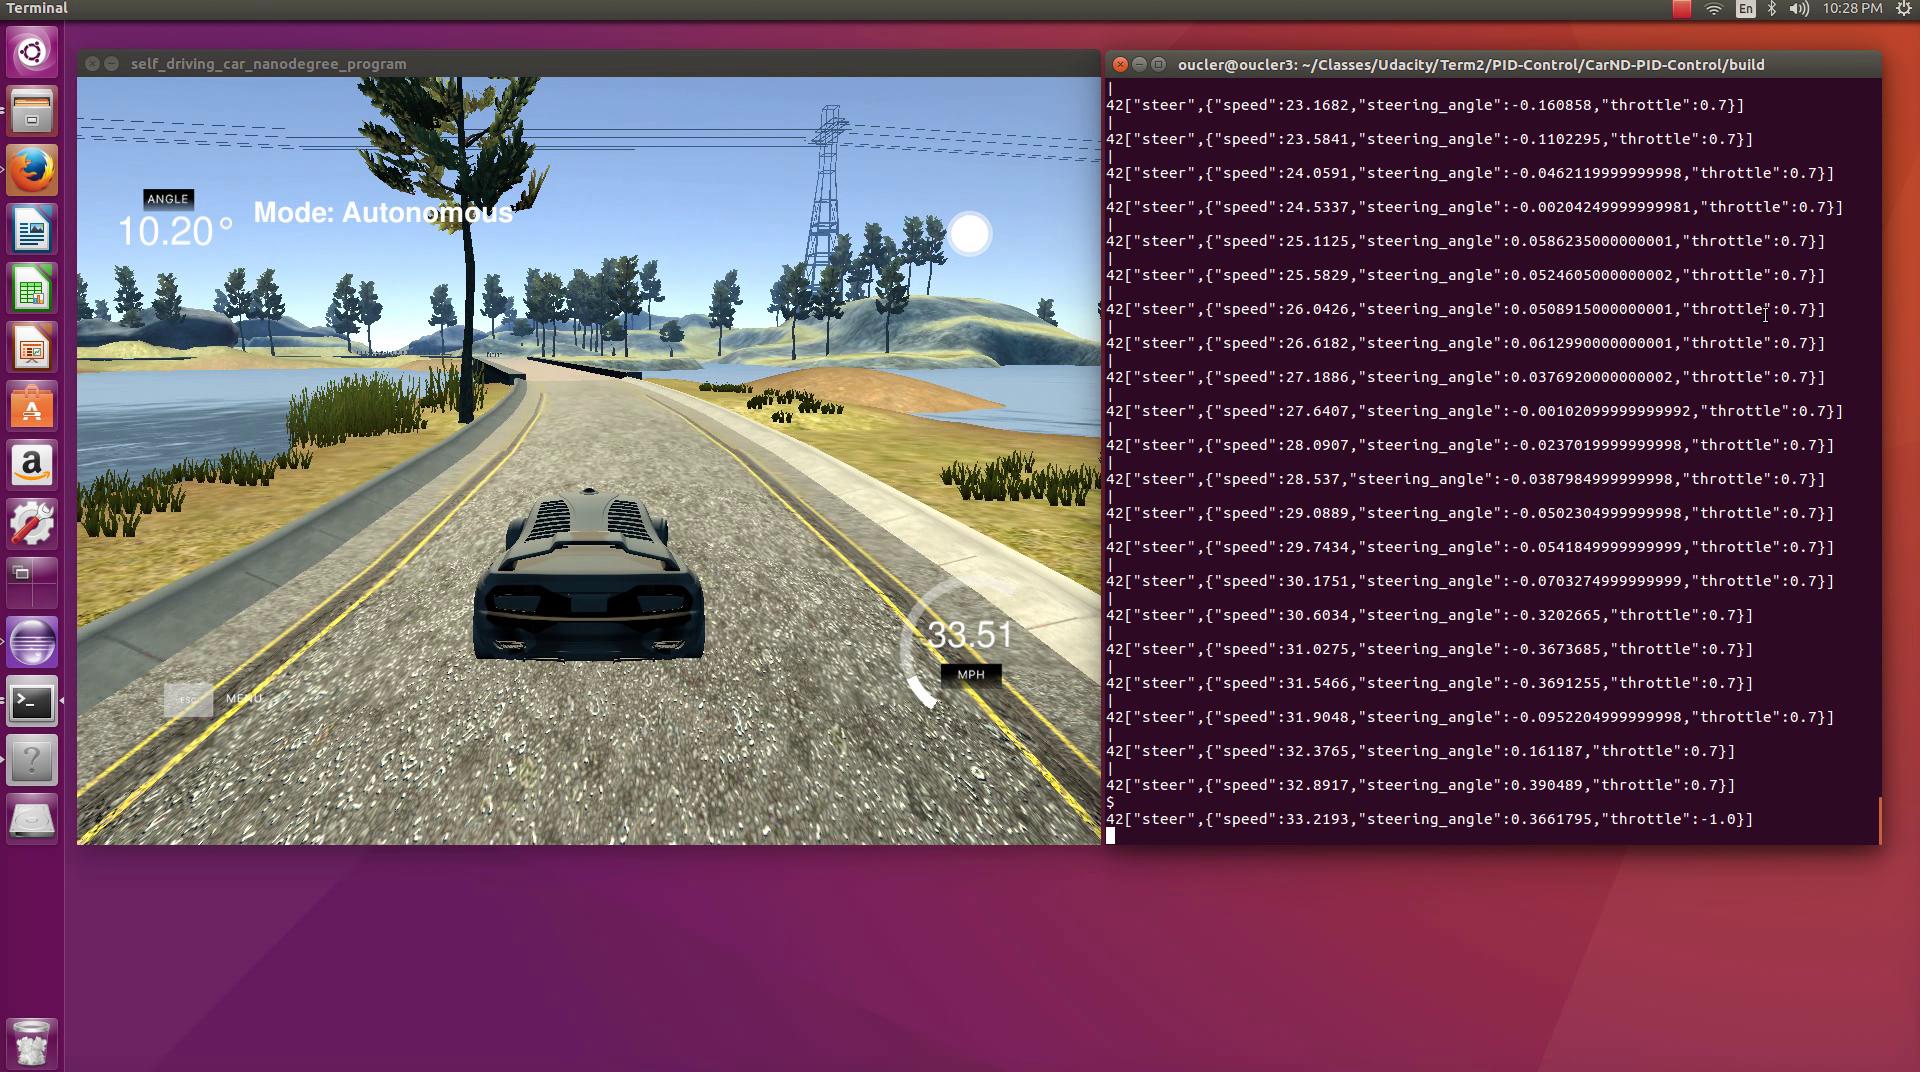 Terminal
En
10:28 PM
self_driving_car_nanodegree_program
ANGLE
10.20°
Mode: Autonomous
33.51
MPH
ESC
MENU
a
oucler@oucler3: ~/Classes/Udacity/Term2/PID-Control/CarND-PID-Control/build
|
42["steer",{"speed":23.1682,"steering_angle":-0.160858,"throttle":0.7}]
|
42["steer",{"speed":23.5841,"steering_angle":-0.1102295,"throttle":0.7}]
|
42["steer",{"speed":24.0591,"steering_angle":-0.0462119999999998,"throttle":0.7}]
|
42["steer",{"speed":24.5337,"steering_angle":-0.00204249999999981,"throttle":0.7}]
|
42["steer",{"speed":25.1125,"steering_angle":0.0586235000000001,"throttle":0.7}]
|
42["steer",{"speed":25.5829,"steering_angle":0.0524605000000002,"throttle":0.7}]
|
42["steer",{"speed":26.0426,"steering_angle":0.0508915000000001,"throttle":0.7}]
|
42["steer",{"speed":26.6182,"steering_angle":0.0612990000000001,"throttle":0.7}]
|
42["steer",{"speed":27.1886,"steering_angle":0.0376920000000002,"throttle":0.7}]
|
42["steer",{"speed":27.6407,"steering_angle":-0.00102099999999992,"throttle":0.7}]
|
42["steer",{"speed":28.0907,"steering_angle":-0.0237019999999998,"throttle":0.7}]
|
42["steer",{"speed":28.537,"steering_angle":-0.0387984999999998,"throttle":0.7}]
|
42["steer",{"speed":29.0889,"steering_angle":-0.0502304999999998,"throttle":0.7}]
|
42["steer",{"speed":29.7434,"steering_angle":-0.0541849999999999,"throttle":0.7}]
|
42["steer",{"speed":30.1751,"steering_angle":-0.0703274999999999,"throttle":0.7}]
|
42["steer",{"speed":30.6034,"steering_angle":-0.3202665,"throttle":0.7}]
|
42["steer",{"speed":31.0275,"steering_angle":-0.3673685,"throttle":0.7}]
|
42["steer",{"speed":31.5466,"steering_angle":-0.3691255,"throttle":0.7}]
|
42["steer",{"speed":31.9048,"steering_angle":-0.0952204999999998,"throttle":0.7}]
|
42["steer",{"speed":32.3765,"steering_angle":0.161187,"throttle":0.7}]
|
42["steer",{"speed":32.8917,"steering_angle":0.390489,"throttle":0.7}]
$
42["steer",{"speed":33.2193,"steering_angle":0.3661795,"throttle":-1.0}]